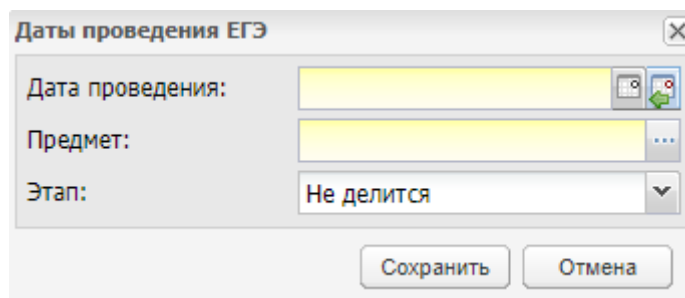 Даты проведения ЕГЭ
Дата проведения:
Предмет:
Этап: Не делится
Сохранить Отмена